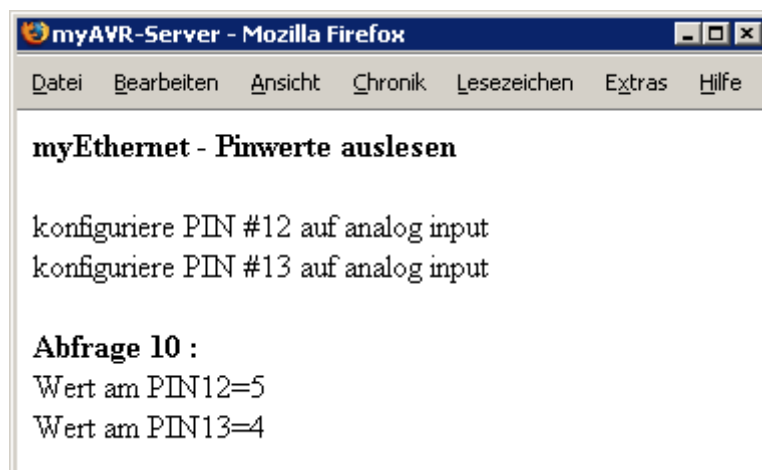 myAVR-Server - Mozilla Firefox
Datei Bearbeiten Ansicht Chronik Lesezeichen Extras Hilfe
myEthernet - Pinwerte auslesen
konfiguriere PIN #12 auf analog input
konfiguriere PIN #13 auf analog input
Abfrage 10 :
Wert am PIN12=5
Wert am PIN13=4